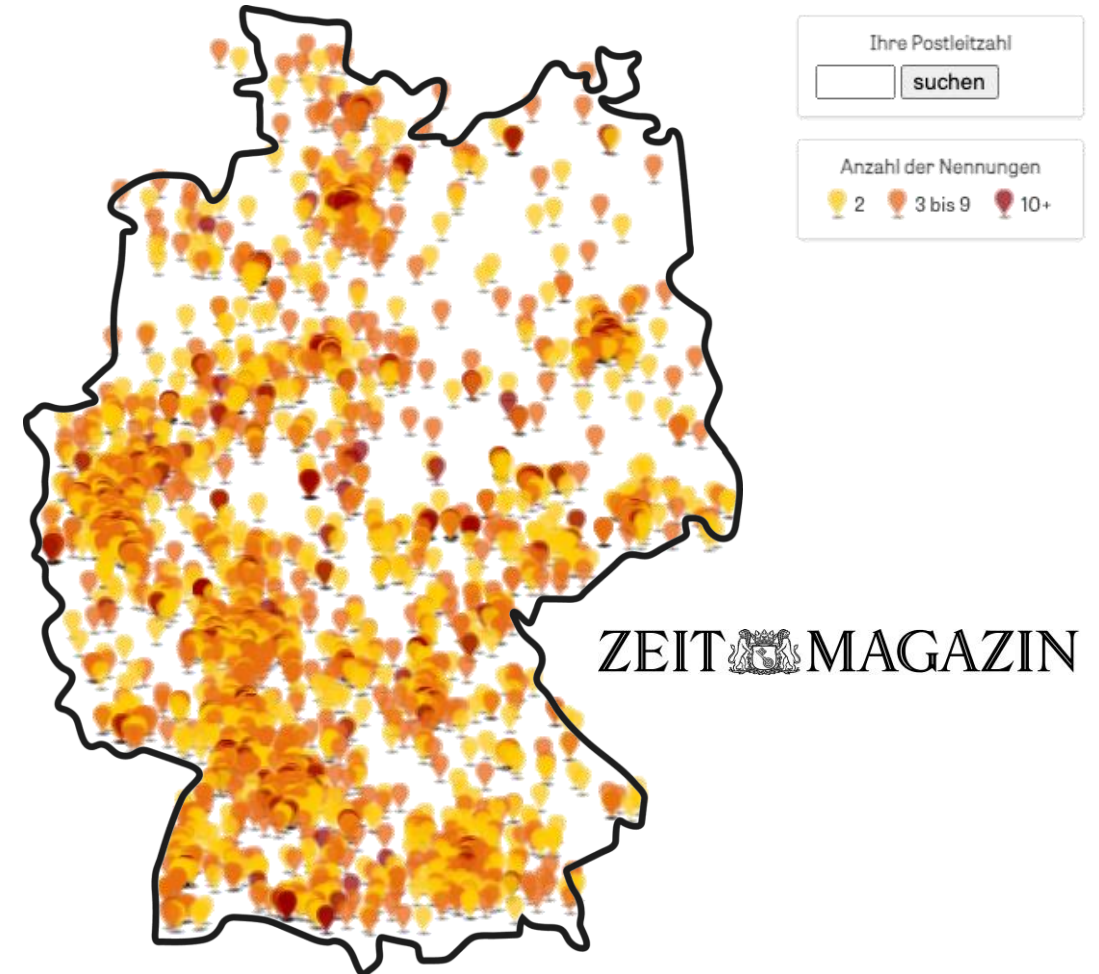 Ihre Postleitzahl
suchen
Anzahl der Nennungen
2 3 bis 9 10+
ZEIT MAGAZIN